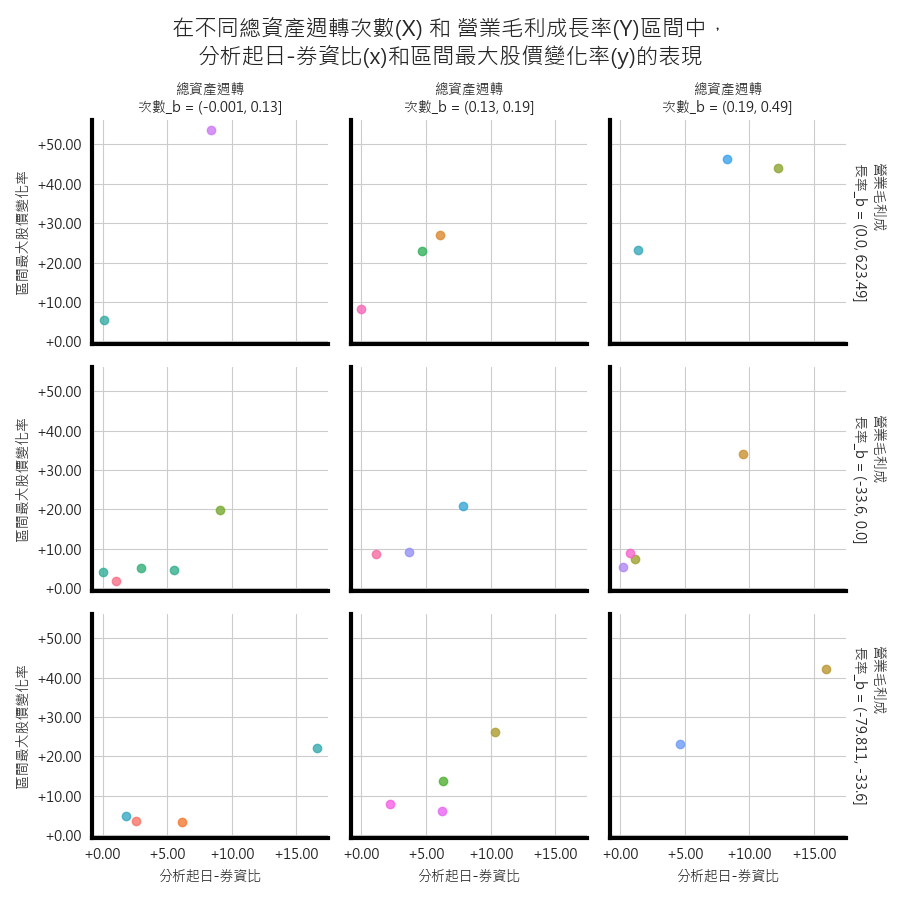 在不同總資產週轉次數(X) 和 營業毛利成長率(Y)區間中，
分析起日-券資比(x)和區間最大股價變化率(y)的表現
總資產週轉
次數_b = (-0.001, 0.13]
總資產週轉
次數_b = (0.13, 0.19]
總資產週轉
次數_b = (0.19, 0.49]
區間最大股價變化率
+50.00
+40.00
+30.00
+20.00
+10.00
+0.00
營業毛利成
長率_b = (0.0, 623.49]
區間最大股價變化率
+50.00
+40.00
+30.00
+20.00
+10.00
+0.00
營業毛利成
長率_b = (-33.6, 0.0]
區間最大股價變化率
+50.00
+40.00
+30.00
+20.00
+10.00
+0.00
營業毛利成
長率_b = (-79.811, -33.6]
+0.00 +5.00 +10.00 +15.00
+0.00 +5.00 +10.00 +15.00
+0.00 +5.00 +10.00 +15.00
分析起日-券資比
分析起日-券資比
分析起日-券資比